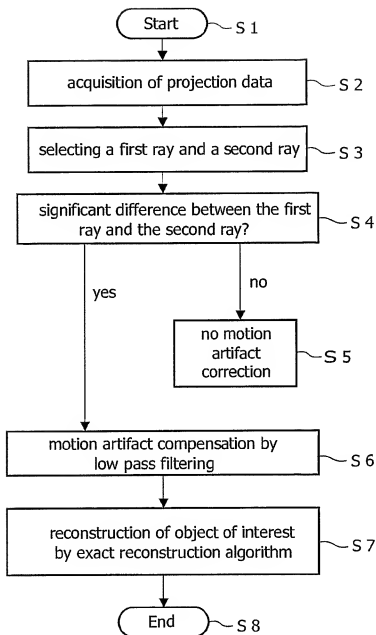 Start
S 1
acquisition of projection data
S 2
selecting a first ray and a second ray
S 3
significant difference between the first
ray and the second ray?
S 4
yes
no
no motion
artifact
correction
S 5
motion artifact compensation by
low pass filtering
S 6
reconstruction of object of interest
by exact reconstruction algorithm
S 7
End
S 8